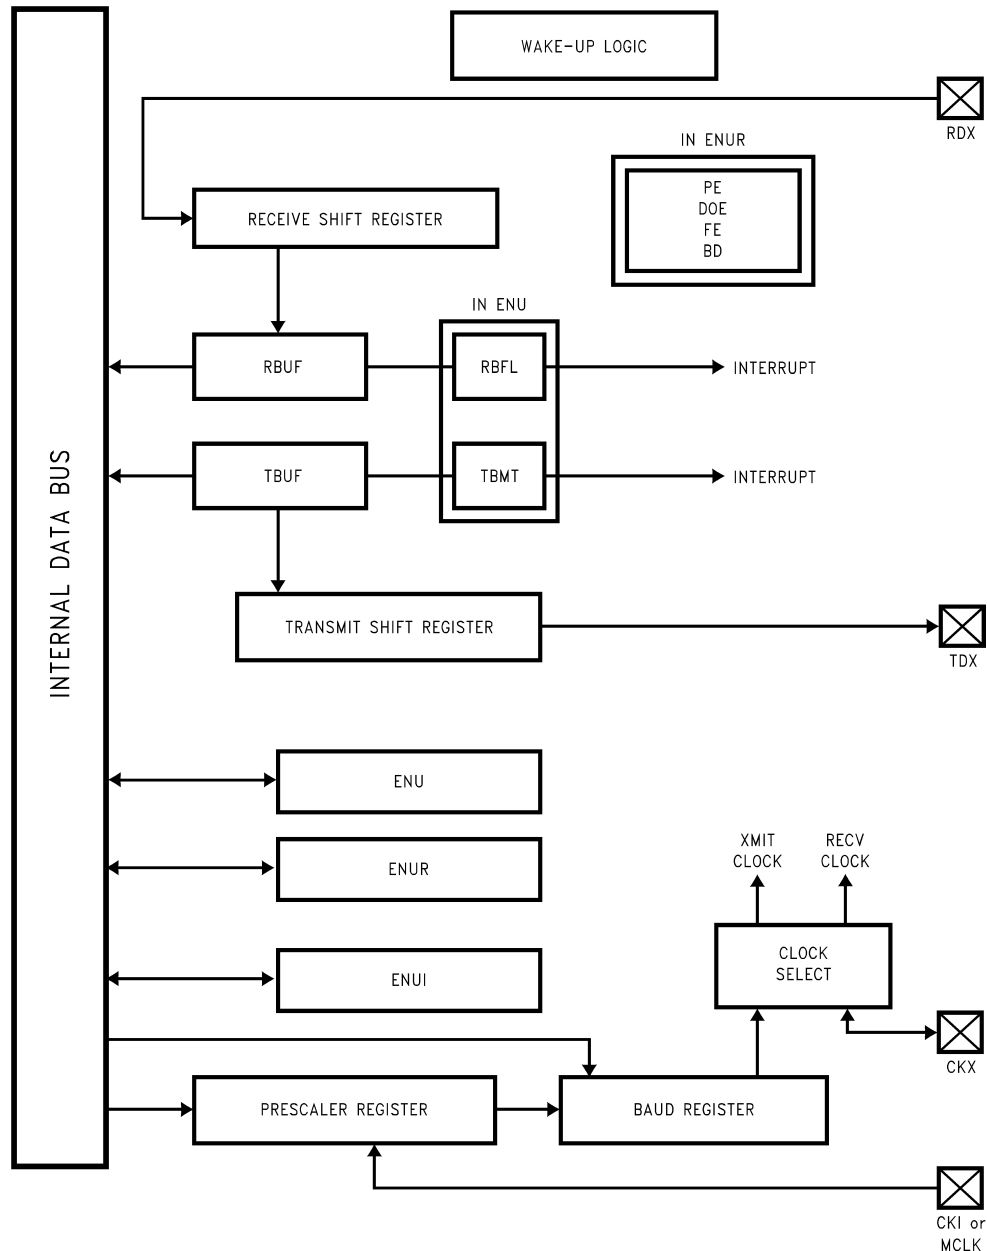 WAKE-UP LOGIC
RDX
IN ENUR
PE
DOE
FE
BD
RECEIVE SHIFT REGISTER
IN ENU
RBUF
RBFL
INTERRUPT
TBUF
TBMT
INTERRUPT
INTERNAL DATA BUS
TRANSMIT SHIFT REGISTER
TDX
ENU
ENUR
XMIT
CLOCK
RECV
CLOCK
CLOCK
SELECT
ENUI
CKX
PRESCALER REGISTER
BAUD REGISTER
CKI or
MCLK